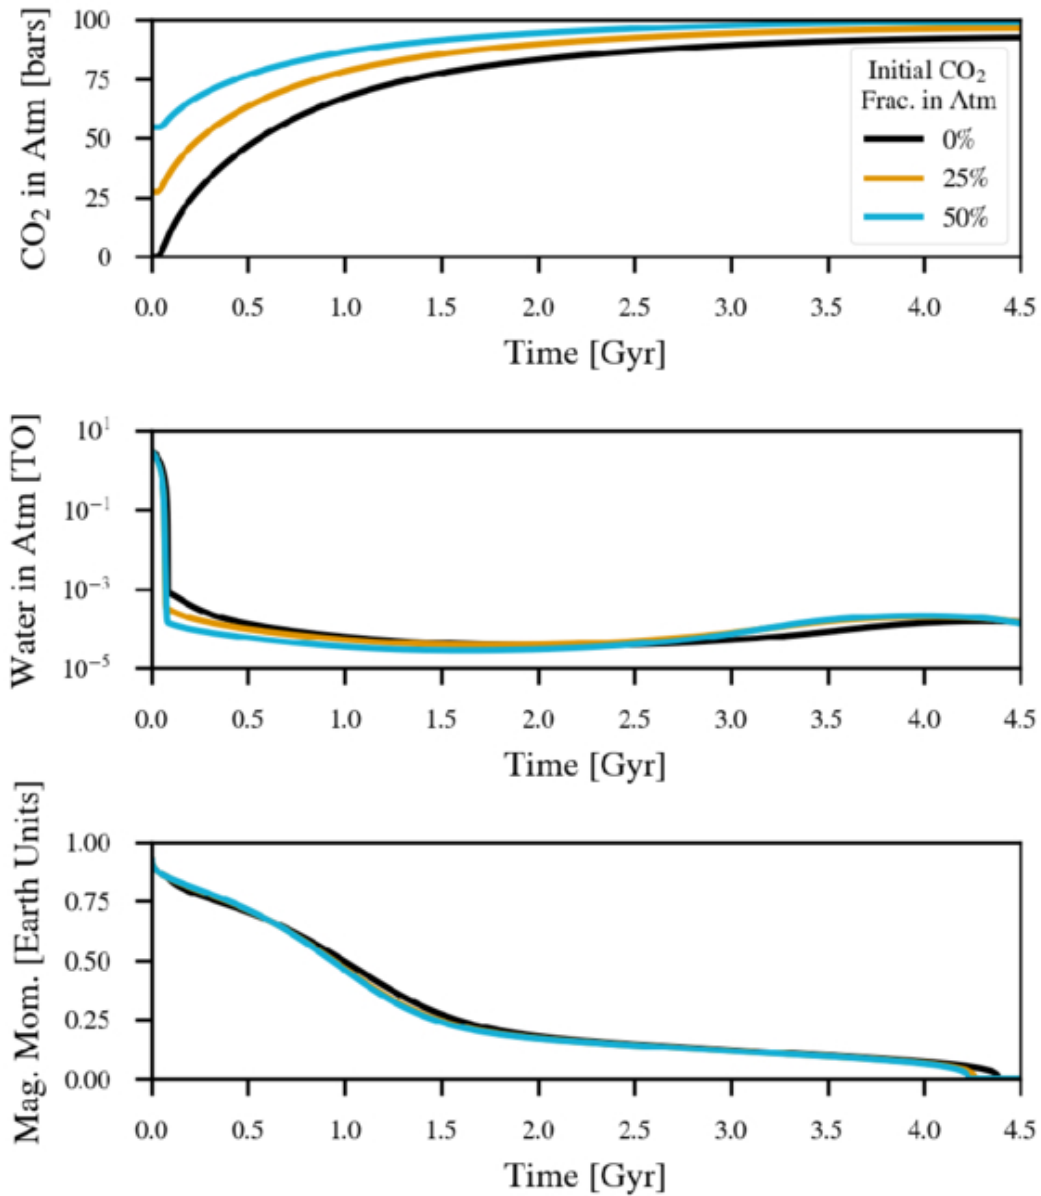 CO₂ in Atm [bars]
100
75
50
25
0
Initial CO₂
Frac. in Atm
0%
25%
50%
0.0 0.5 1.0 1.5 2.0 2.5 3.0 3.5 4.0 4.5
Time [Gyr]
Water in Atm [TO]
10¹
10⁻¹
10⁻³
10⁻⁵
0.0 0.5 1.0 1.5 2.0 2.5 3.0 3.5 4.0 4.5
Time [Gyr]
Mag. Mom. [Earth Units]
1.00
0.75
0.50
0.25
0.00
0.0 0.5 1.0 1.5 2.0 2.5 3.0 3.5 4.0 4.5
Time [Gyr]